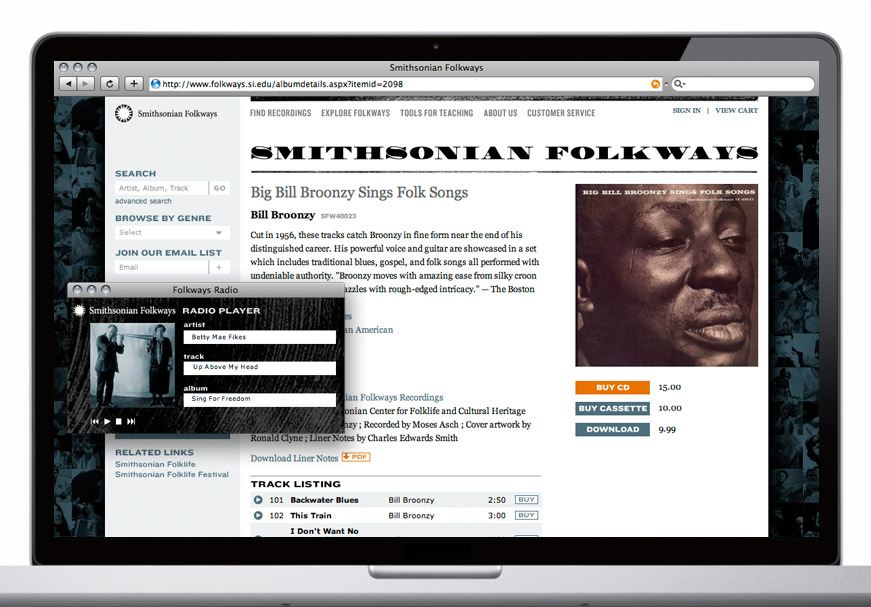 Smithsonian Folkways
http://www.folkways.si.edu/albumdetails.aspx?itemid=2098
Smithsonian Folkways
FIND RECORDINGS EXPLORE FOLKWAYS TOOLS FOR TEACHING ABOUT US CUSTOMER SERVICE
SIGN IN | VIEW CART
SMITHSONIAN FOLKWAYS
SEARCH
Artist, Album, Track GO
advanced search
BROWSE BY GENRE
Select
JOIN OUR EMAIL LIST
Email +
Big Bill Broonzy Sings Folk Songs
Bill Broonzy SFW40023
Cut in 1956, these tracks catch Broonzy in fine form near the end of his
distinguished career. His powerful voice and guitar are showcased in a set
which includes traditional blues, gospel, and folk songs all performed with
undeniable authority. "Broonzy moves with amazing ease from silky croon
azzles with rough-edged intricacy." — The Boston
es
an American
an Folkways Recordings
onian Center for Folklife and Cultural Heritage
nzy ; Recorded by Moses Asch ; Cover artwork by
Ronald Clyne ; Liner Notes by Charles Edwards Smith
Download Liner Notes PDF
BIG BILL BROONZY SINGS FOLK SONGS
BUY CD 15.00
BUY CASSETTE 10.00
DOWNLOAD 9.99
Folkways Radio
Smithsonian Folkways RADIO PLAYER
artist
Betty Mae Fikes
track
Up Above My Head
album
Sing For Freedom
RELATED LINKS
Smithsonian Folklife
Smithsonian Folklife Festival
TRACK LISTING
101 Backwater Blues Bill Broonzy 2:50 BUY
102 This Train Bill Broonzy 3:00 BUY
I Don't Want No